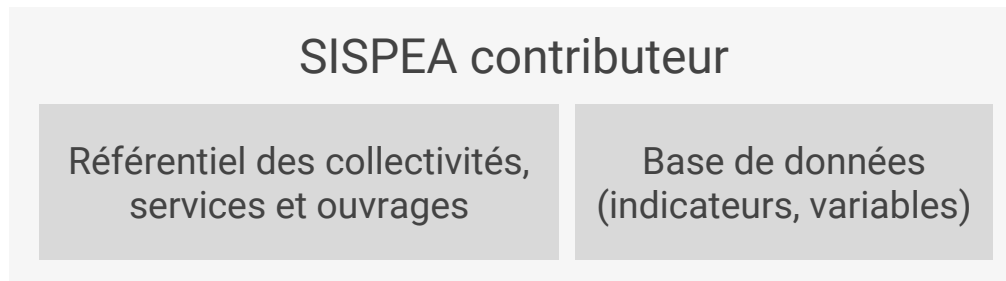 SISPEA contributeur
Référentiel des collectivités,
services et ouvrages
Base de données
(indicateurs, variables)